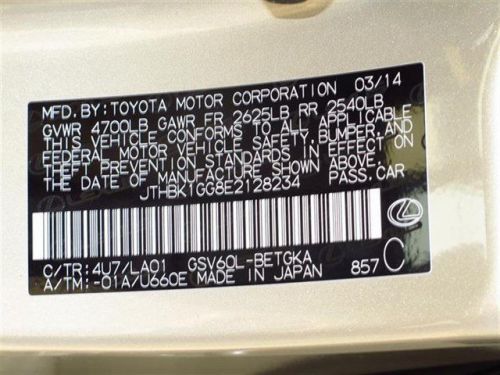 MFD. BY: TOYOTA MOTOR CORPORATION 03/14
GVWR 4700LB GAWR FR 2625LB RR 2540LB
THIS VEHICLE CONFORMS TO ALL APPLICABLE
FEDERAL MOTOR VEHICLE SAFETY, BUMPER, AND
THEFT PREVENTION STANDARDS IN EFFECT ON
THE DATE OF MANUFACTURE SHOWN ABOVE.
JTHBK1GG8E2128234 PASS.CAR
C/TR:4U7/LA01 GSV60L-BETGKA
A/TM:-01A/U660E MADE IN JAPAN 857 C